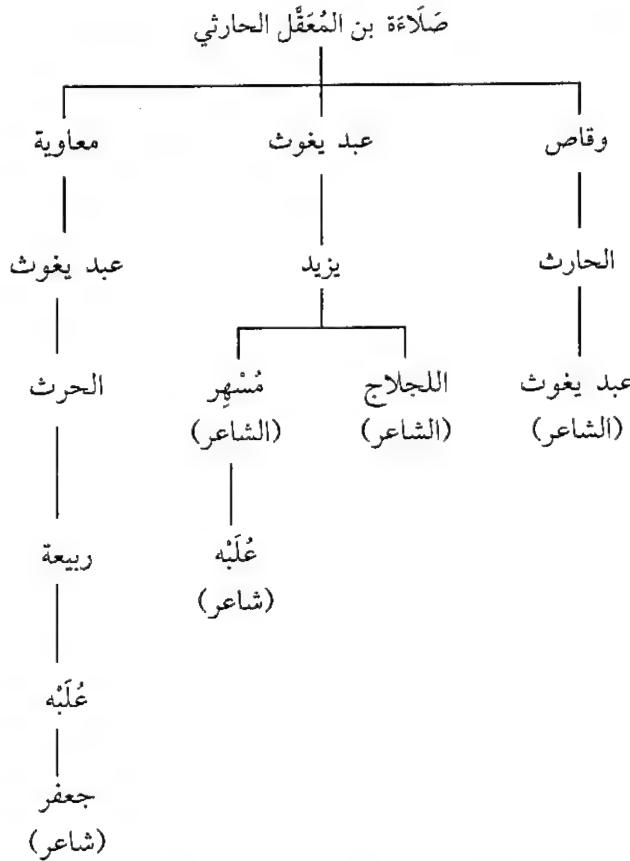 صَلَاءَة بن المُعَقَّل الحارثي
وقاص
عبد يغوث
معاوية
الحارث
يزيد
عبد يغوث
عبد يغوث
(الشاعر)
اللجلاج
(الشاعر)
مُسْهِر
(الشاعر)
الحرث
عُلَبْه
(شاعر)
ربيعة
عُلَبْه
جعفر
(شاعر)